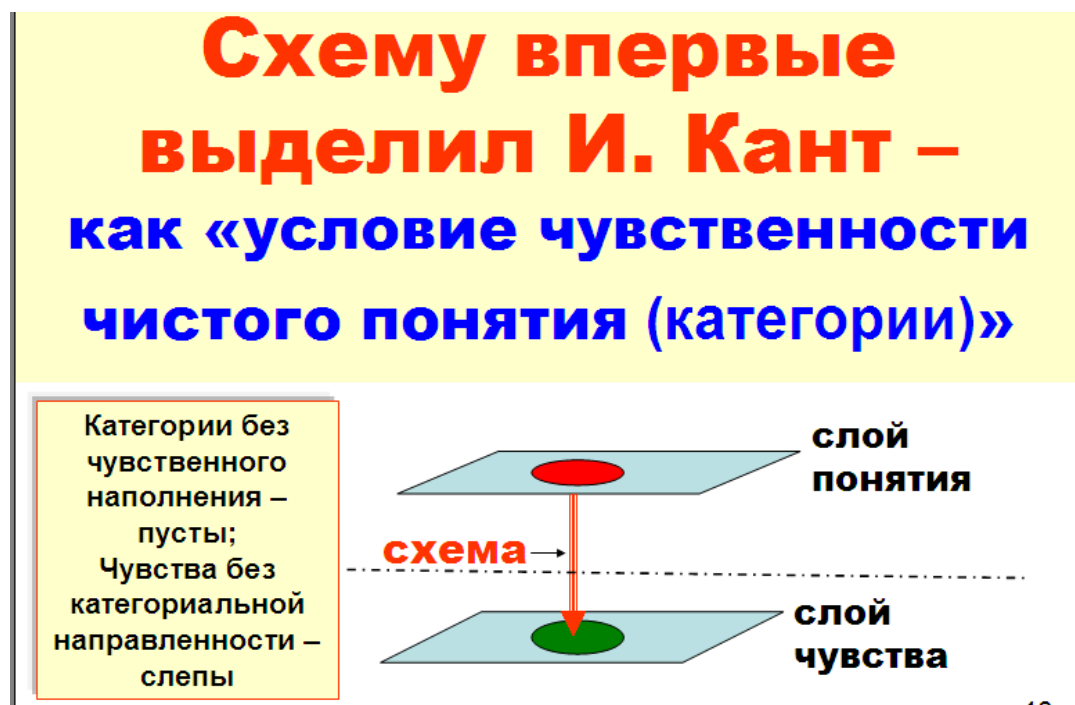 Схему впервые
выделил И. Кант –
как «условие чувственности
чистого понятия (категории)»
Категории без
чувственного
наполнения –
пусты;
Чувства без
категориальной
направленности –
слепы
слой
понятия
схема
слой
чувства